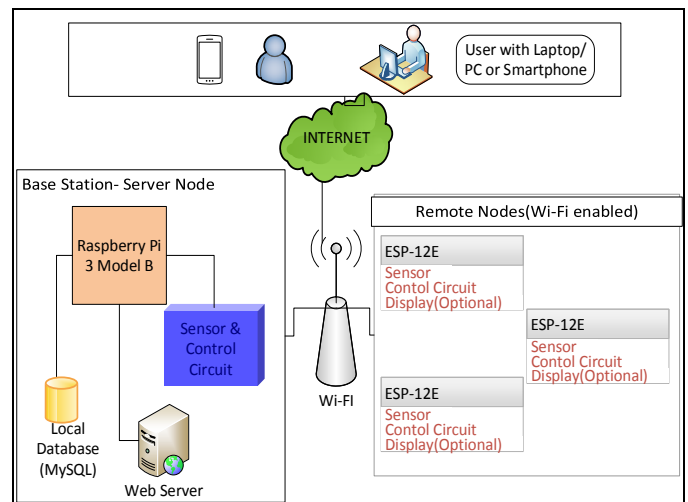 User with Laptop/
PC or Smartphone
INTERNET
Base Station- Server Node
Raspberry Pi
3 Model B
Sensor &
Control
Circuit
Local
Database
(MySQL)
Web Server
Wi-FI
Remote Nodes(Wi-Fi enabled)
ESP-12E
Sensor
Contol Circuit
Display(Optional)
ESP-12E
Sensor
Contol Circuit
Display(Optional)
ESP-12E
Sensor
Contol Circuit
Display(Optional)